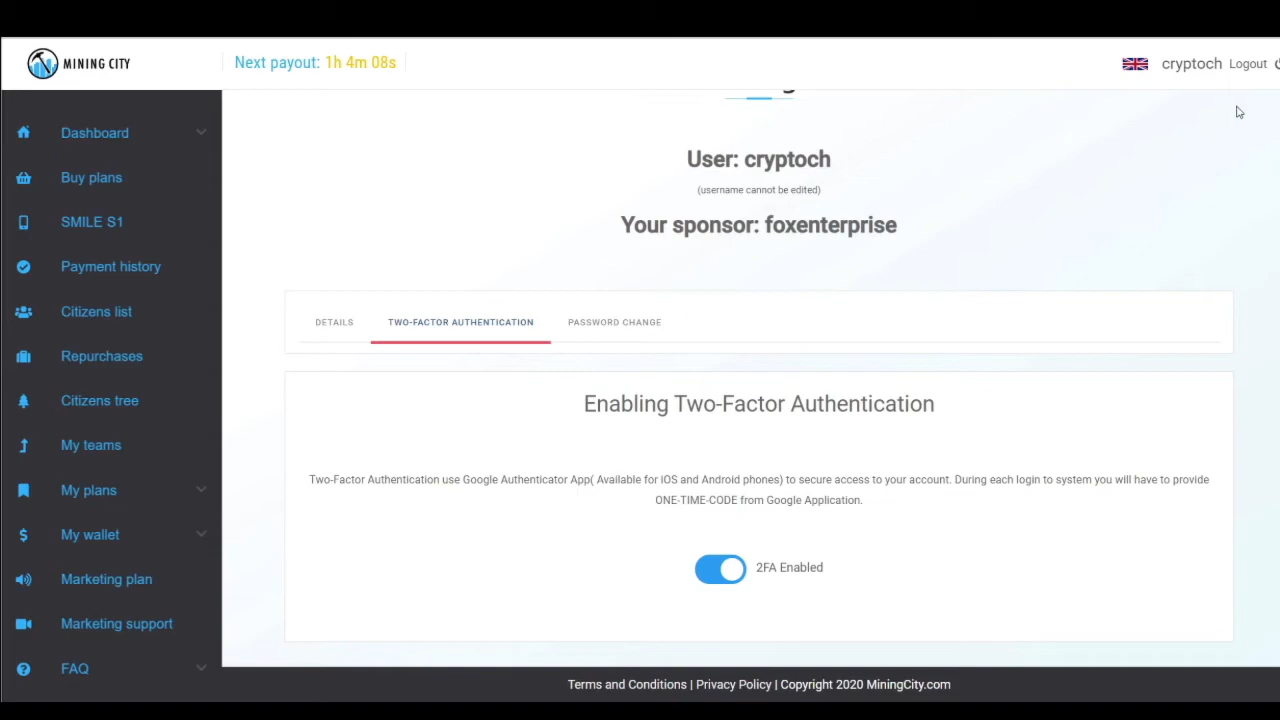 MINING CITY
Next payout: 1h 4m 08s
cryptoch Logout
Dashboard
Buy plans
SMILE S1
Payment history
Citizens list
Repurchases
Citizens tree
My teams
My plans
My wallet
Marketing plan
Marketing support
FAQ
User: cryptoch
(username cannot be edited)
Your sponsor: foxenterprise
DETAILS TWO-FACTOR AUTHENTICATION PASSWORD CHANGE
Enabling Two-Factor Authentication
Two-Factor Authentication use Google Authenticator App( Available for iOS and Android phones) to secure access to your account. During each login to system you will have to provide
ONE-TIME-CODE from Google Application.
2FA Enabled
Terms and Conditions | Privacy Policy | Copyright 2020 MiningCity.com